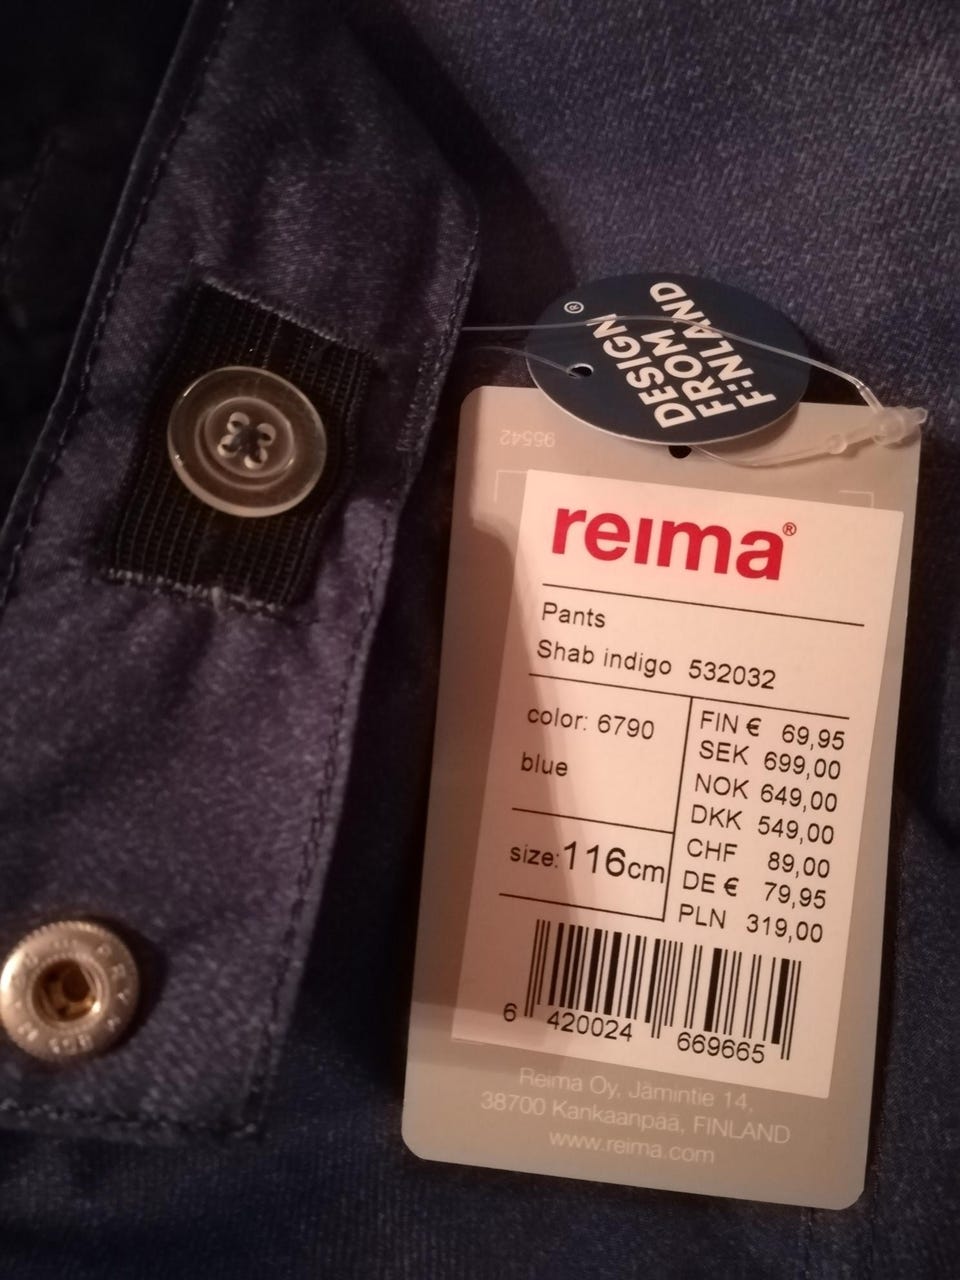 DESIGN
FROM
F:NLAND
®
95542
reima®
Pants
Shab indigo 532032
color: 6790
blue
size:116cm
FIN € 69,95
SEK 699,00
NOK 649,00
DKK 549,00
CHF 89,00
DE € 79,95
PLN 319,00
6 420024 669665
Reima Oy, Jämintie 14,
38700 Kankaanpää, FINLAND
www.reima.com